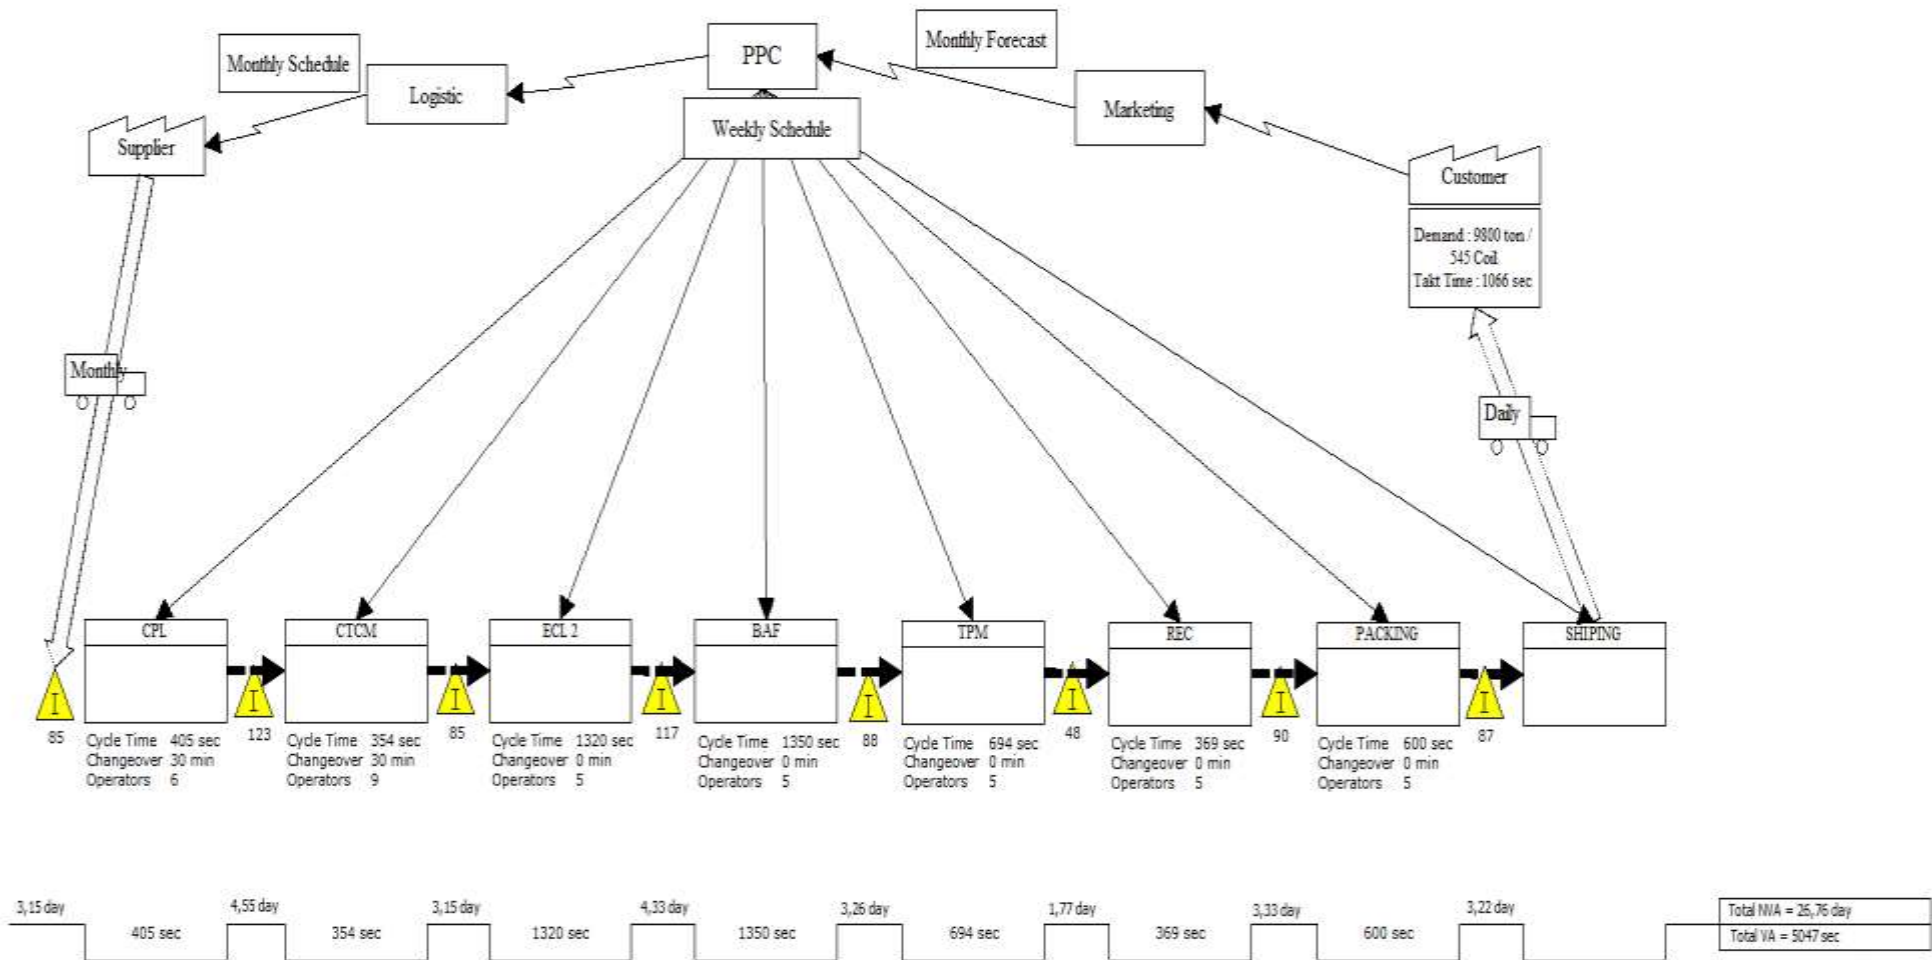 Monthly Forecast
Monthly Schedule
PPC
Logistic
Marketing
Weekly Schedule
Supplier
Customer
Demand : 9800 ton /
545 Coil
Takt Time : 1066 sec
Monthly
Daily
CPL
CTCM
ECL 2
BAF
TPM
REC
PACKING
SHIPING
I
I
I
I
I
I
I
I
85
123
85
117
88
48
90
87
Cycle Time 405 sec
Changeover 30 min
Operators 6
Cycle Time 354 sec
Changeover 30 min
Operators 9
Cycle Time 1320 sec
Changeover 0 min
Operators 5
Cycle Time 1350 sec
Changeover 0 min
Operators 5
Cycle Time 694 sec
Changeover 0 min
Operators 5
Cycle Time 369 sec
Changeover 0 min
Operators 5
Cycle Time 600 sec
Changeover 0 min
Operators 5
3,15 day
4,55 day
3,15 day
4,33 day
3,26 day
1,77 day
3,33 day
3,22 day
405 sec
354 sec
1320 sec
1350 sec
694 sec
369 sec
600 sec
Total NVA = 26,76 day
Total VA = 5047 sec